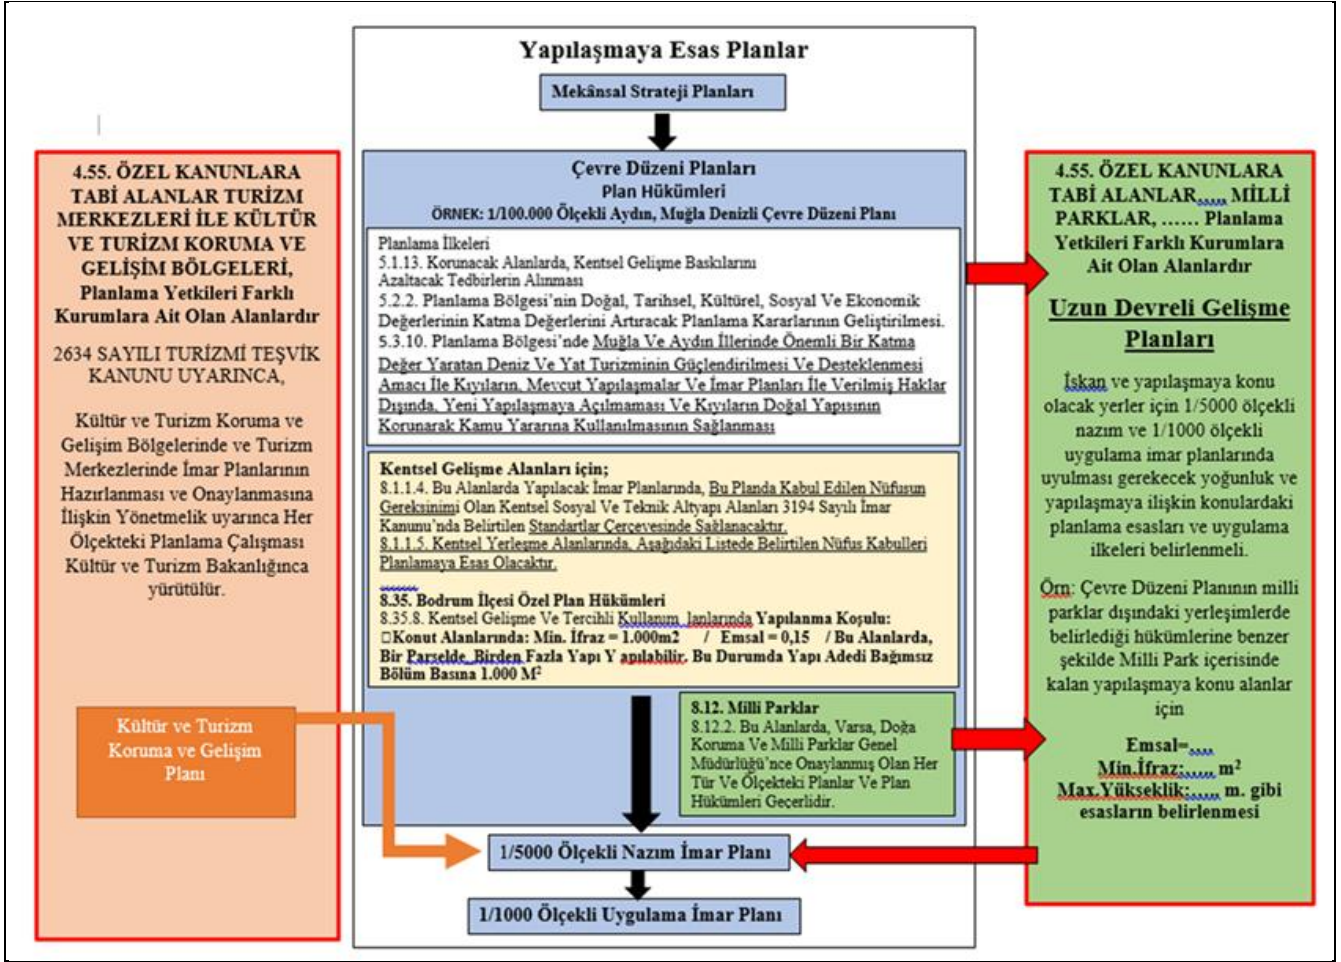 Yapılaşmaya Esas Planlar
Mekânsal Strateji Planları
4.55. ÖZEL KANUNLARA
TABİ ALANLAR TURİZM
MERKEZLERİ İLE KÜLTÜR
VE TURİZM KORUMA VE
GELİŞİM BÖLGELERİ,
Planlama Yetkileri Farklı
Kurumlara Ait Olan Alanlardır
2634 SAYILI TURİZMİ TEŞVİK
KANUNU UYARINCA,
Kültür ve Turizm Koruma ve
Gelişim Bölgelerinde ve Turizm
Merkezlerinde İmar Planlarının
Hazırlanması ve Onaylanmasına
İlişkin Yönetmelik uyarınca Her
Ölçekteki Planlama Çalışması
Kültür ve Turizm Bakanlığınca
yürütülür.
Kültür ve Turizm
Koruma ve Gelişim
Planı
Çevre Düzeni Planları
Plan Hükümleri
ÖRNEK: 1/100.000 Ölçekli Aydın, Muğla Denizli Çevre Düzeni Planı
Planlama İlkeleri
5.1.13. Korunacak Alanlarda, Kentsel Gelişme Baskılarını
Azaltacak Tedbirlerin Alınması
5.2.2. Planlama Bölgesi’nin Doğal, Tarihsel, Kültürel, Sosyal Ve Ekonomik
Değerlerinin Katma Değerlerini Artıracak Planlama Kararlarının Geliştirilmesi.
5.3.10. Planlama Bölgesi’nde Muğla Ve Aydın İllerinde Önemli Bir Katma
Değer Yaratan Deniz Ve Yat Turizminin Güçlendirilmesi Ve Desteklenmesi
Amacı İle Kıyıların, Mevcut Yapılaşmalar Ve İmar Planları İle Verilmiş Haklar
Dışında, Yeni Yapılaşmaya Açılmaması Ve Kıyıların Doğal Yapısının
Korunarak Kamu Yararına Kullanılmasının Sağlanması
Kentsel Gelişme Alanları için;
8.1.1.4. Bu Alanlarda Yapılacak İmar Planlarında, Bu Planda Kabul Edilen Nüfusun
Gereksinimi Olan Kentsel Sosyal Ve Teknik Altyapı Alanları 3194 Sayılı İmar
Kanunu’nda Belirtilen Standartlar Çerçevesinde Sağlanacaktır.
8.1.1.5. Kentsel Yerleşme Alanlarında, Aşağıdaki Listede Belirtilen Nüfus Kabulleri
Planlamaya Esas Olacaktır.
........
8.35. Bodrum İlçesi Özel Plan Hükümleri
8.35.8. Kentsel Gelişme Ve Tercihli Kullanım lanlarında Yapılanma Koşulu:
□Konut Alanlarında: Min. İfraz = 1.000m2 / Emsal = 0,15 / Bu Alanlarda,
Bir Parselde Birden Fazla Yapı Y apılabilir. Bu Durumda Yapı Adedi Bağımsız
Bölüm Basına 1.000 M²
8.12. Milli Parklar
8.12.2. Bu Alanlarda, Varsa, Doğa
Koruma Ve Milli Parklar Genel
Müdürlüğü’nce Onaylanmış Olan Her
Tür Ve Ölçekteki Planlar Ve Plan
Hükümleri Geçerlidir.
1/5000 Ölçekli Nazım İmar Planı
1/1000 Ölçekli Uygulama İmar Planı
4.55. ÖZEL KANUNLARA
TABİ ALANLAR,,,,, MİLLİ
PARKLAR, …… Planlama
Yetkileri Farklı Kurumlara
Ait Olan Alanlardır
Uzun Devreli Gelişme
Planları
İskan ve yapılaşmaya konu
olacak yerler için 1/5000 ölçekli
nazım ve 1/1000 ölçekli
uygulama imar planlarında
uyulması gerekecek yoğunluk ve
yapılaşmaya ilişkin konulardaki
planlama esasları ve uygulama
ilkeleri belirlenmeli.
Örn: Çevre Düzeni Planının milli
parklar dışındaki yerleşimlerde
belirlediği hükümlerine benzer
şekilde Milli Park içerisinde
kalan yapılaşmaya konu alanlar
için
Emsal=,,,,
Min.İfraz:,,,,, m²
Max.Yükseklik:,,,,, m. gibi
esasların belirlenmesi